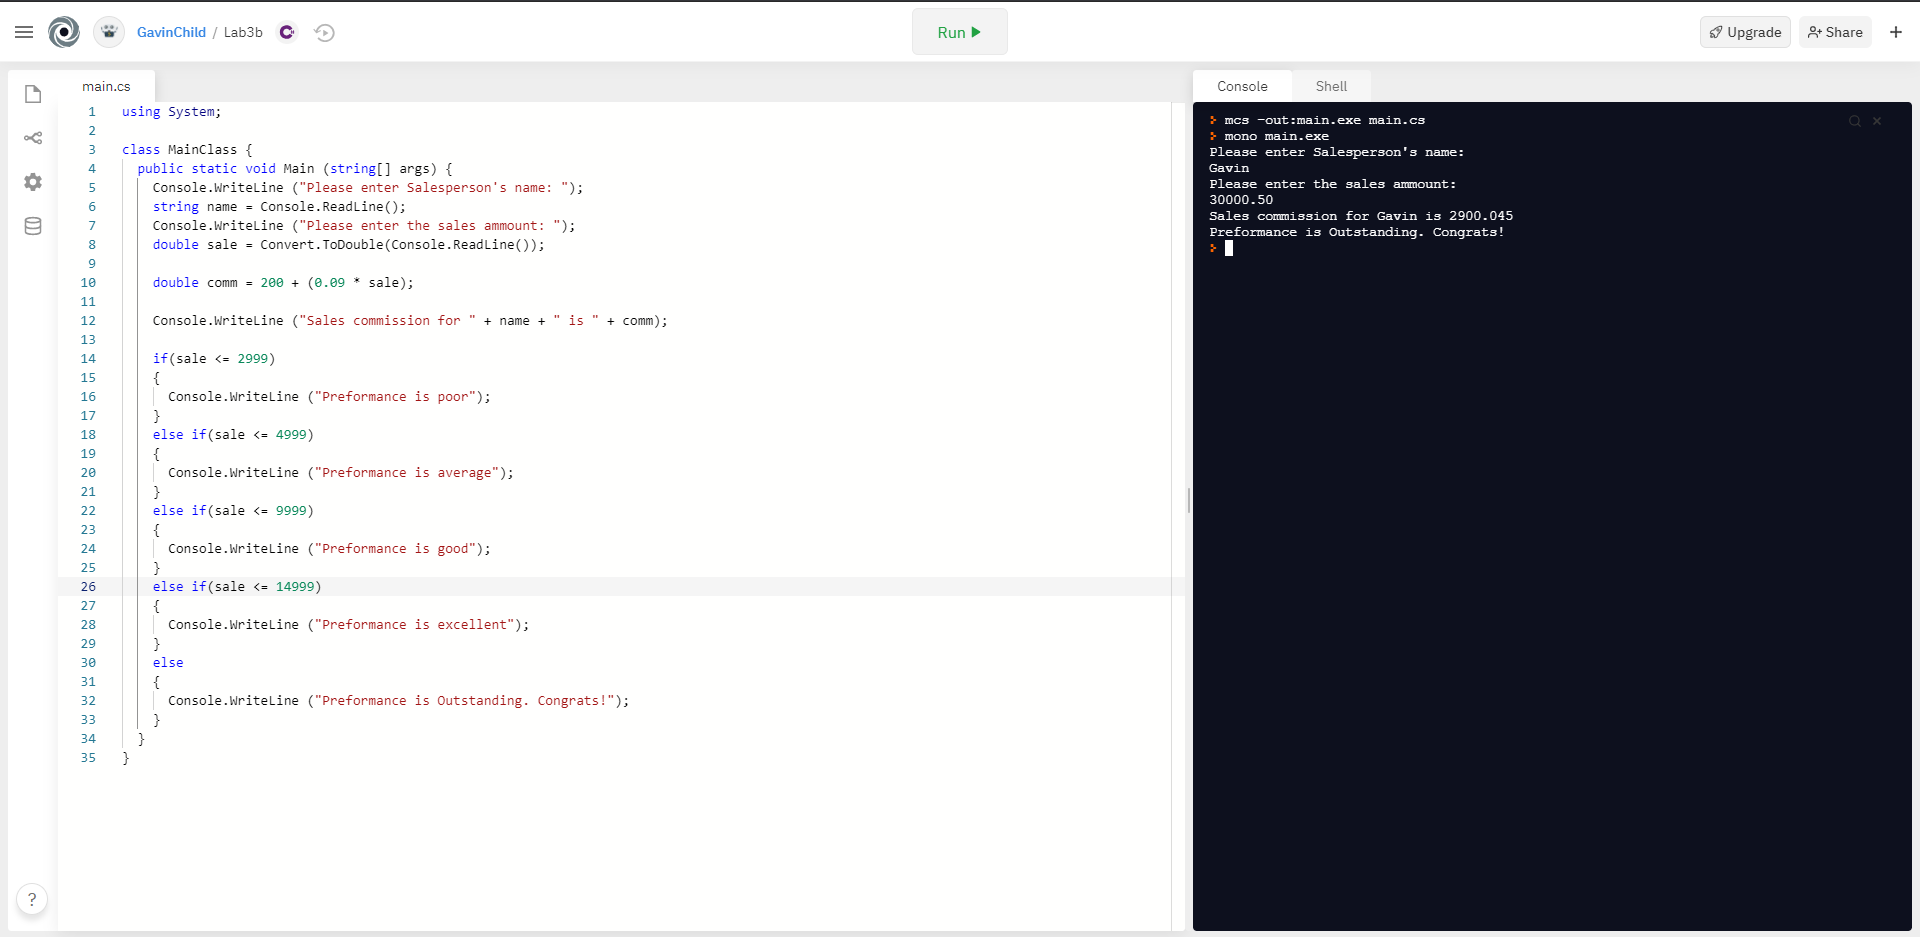 GavinChild / Lab3b
Run
Upgrade
Share
main.cs
1 using System;
2
3 class MainClass {
4 public static void Main (string[] args) {
5 Console.WriteLine ("Please enter Salesperson's name: ");
6 string name = Console.ReadLine();
7 Console.WriteLine ("Please enter the sales ammount: ");
8 double sale = Convert.ToDouble(Console.ReadLine());
9
10 double comm = 200 + (0.09 * sale);
11
12 Console.WriteLine ("Sales commission for " + name + " is " + comm);
13
14 if(sale <= 2999)
15 {
16 Console.WriteLine ("Preformance is poor");
17 }
18 else if(sale <= 4999)
19 {
20 Console.WriteLine ("Preformance is average");
21 }
22 else if(sale <= 9999)
23 {
24 Console.WriteLine ("Preformance is good");
25 }
26 else if(sale <= 14999)
27 {
28 Console.WriteLine ("Preformance is excellent");
29 }
30 else
31 {
32 Console.WriteLine ("Preformance is Outstanding. Congrats!");
33 }
34 }
35 }
?
Console Shell
mcs -out:main.exe main.cs
mono main.exe
Please enter Salesperson's name:
Gavin
Please enter the sales ammount:
30000.50
Sales commission for Gavin is 2900.045
Preformance is Outstanding. Congrats!